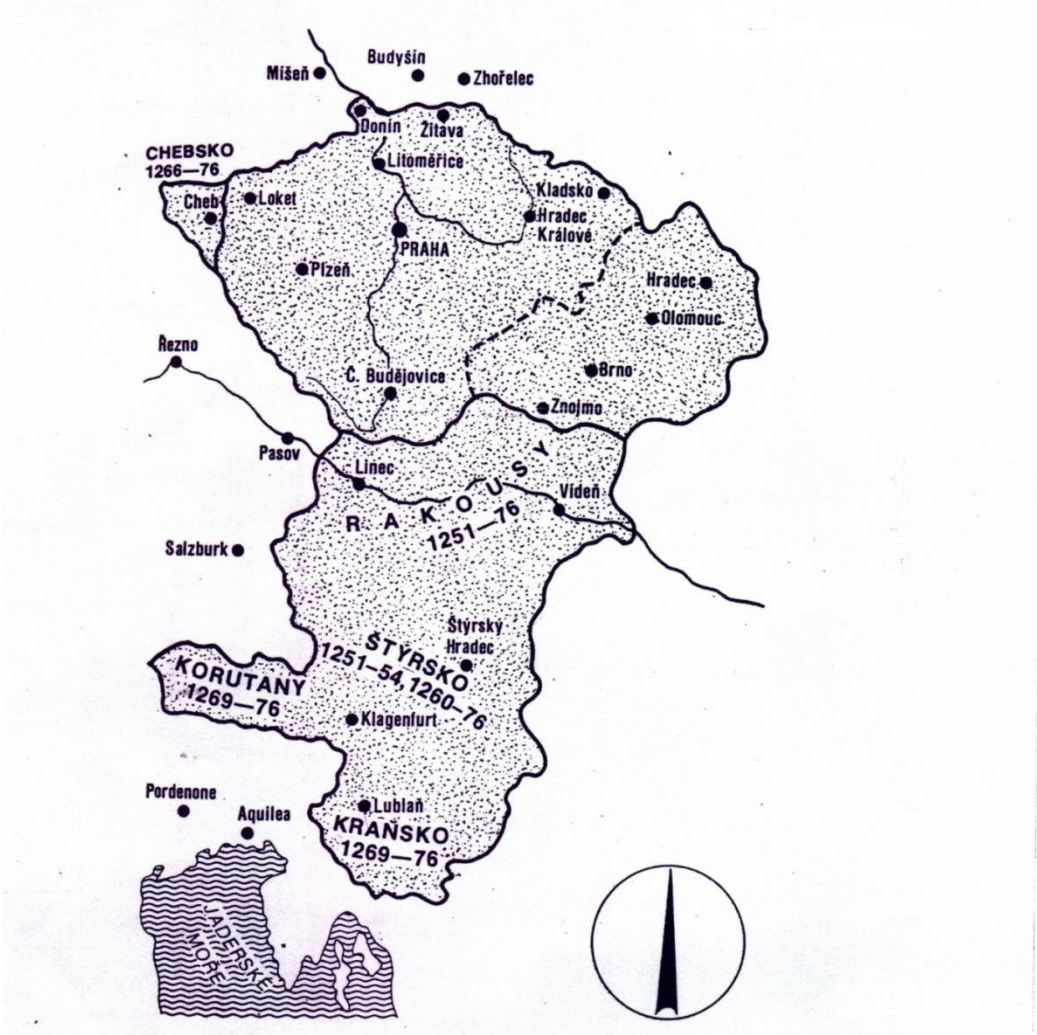 Budyšín
Míšeň
Zhořelec
Donín
Žitava
CHEBSKO
1266—76
Litoměřice
Cheb
Loket
Kladsko
Hradec
Králové
PRAHA
Plzeň
Hradec
Olomouc
Řezno
Brno
Č. Budějovice
Znojmo
Pasov
Linec
Vídeň
RAKOUSY
1251—76
Salzburk
Štýrský
Hradec
ŠTÝRSKO
1251—54, 1260—76
KORUTANY
1269—76
Klagenfurt
Pordenone
Aquilea
Lublaň
KRAŇSKO
1269—76
JADERSKÉ
MOŘE